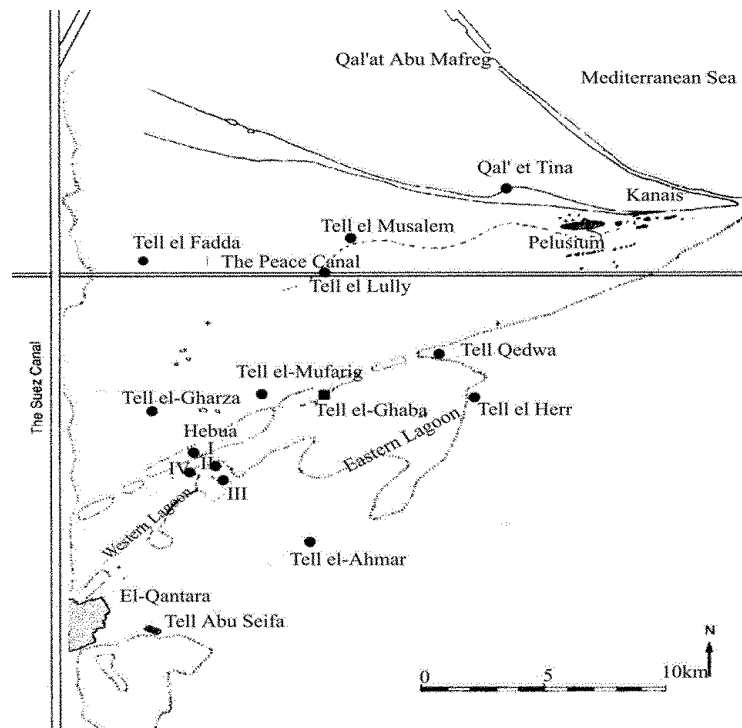 Qal'at Abu Mafreg
Mediterranean Sea
Qal' et Tina
Kanais
Tell el Musalem
Pelusium
Tell el Fadda
The Peace Canal
Tell el Lully
The Suez Canal
Tell Qedwa
Tell el-Mufarig
Tell el-Gharza
Tell el-Ghaba
Tell el Herr
Hebua
I
Eastern Lagoon
IV
II
III
Western Lagoon
Tell el-Ahmar
El-Qantara
Tell Abu Seifa
N
0 5 10km